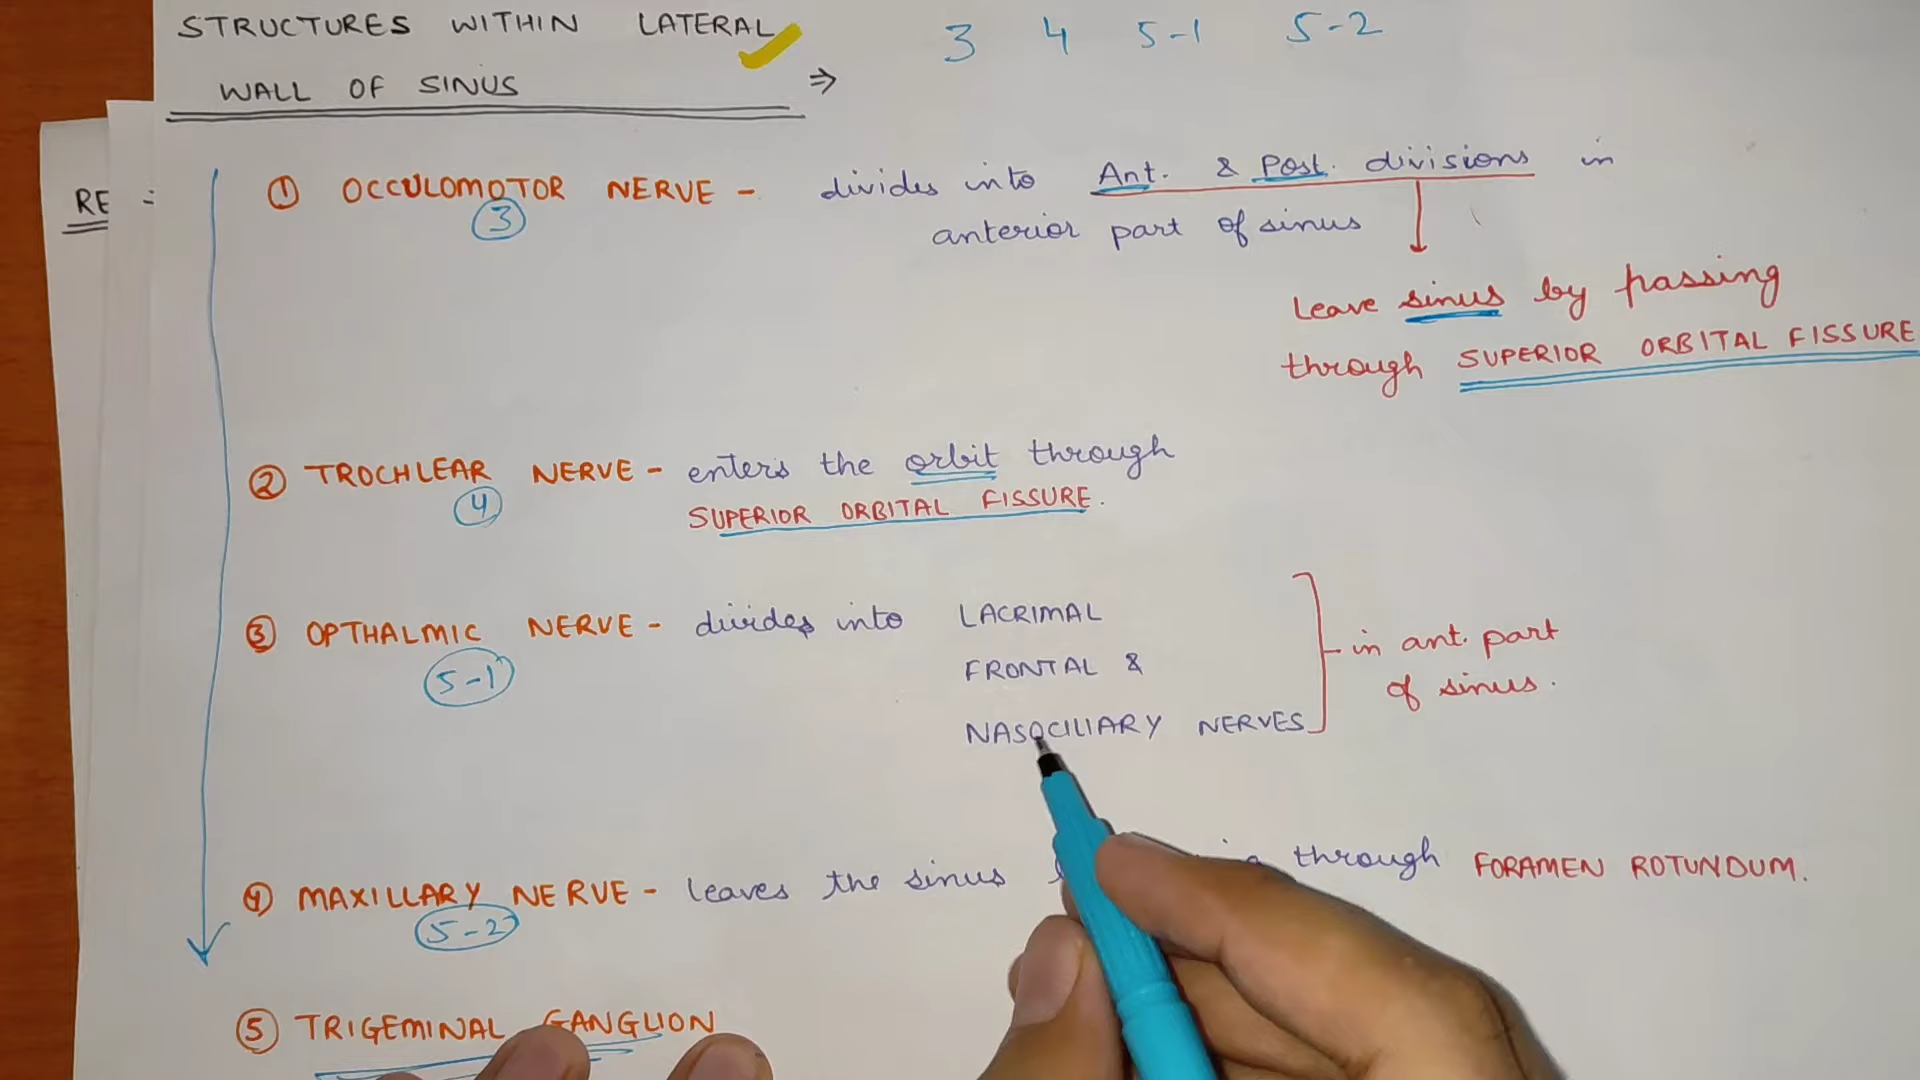 STRUCTURES WITHIN LATERAL
WALL OF SINUS ⇒
3 4 5-1 5-2
RE
① OCCULOMOTOR NERVE - divides into Ant. & Post. divisions in
③
anterior part of sinus
Leave sinus by passing
through SUPERIOR ORBITAL FISSURE
② TROCHLEAR NERVE - enters the orbit through
④
SUPERIOR ORBITAL FISSURE.
③ OPTHALMIC NERVE - divides into LACRIMAL
5-1
FRONTAL &
NASOCILIARY NERVES
in ant. part
of sinus.
④ MAXILLARY NERVE - leaves the sinus through FORAMEN ROTUNDUM.
5-2
⑤ TRIGEMINAL GANGLION